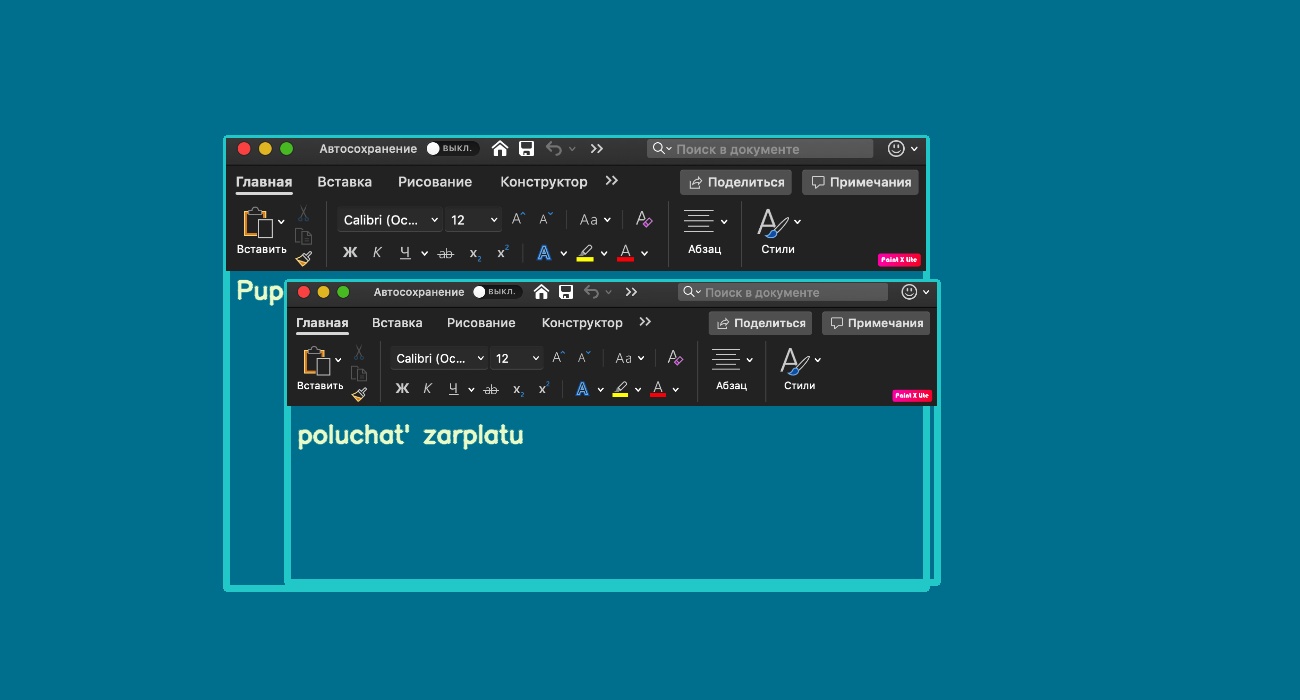 Автосохранение ВЫКЛ. Поиск в документе
Главная Вставка Рисование Конструктор Поделиться Примечания
Calibri (Ос... 12 Aa
Вставить Ж К Ч ab x₂ x² A A Абзац Стили
Paint X Lite
Pup
Автосохранение ВЫКЛ. Поиск в документе
Главная Вставка Рисование Конструктор Поделиться Примечания
Calibri (Ос... 12 Aa
Вставить Ж К Ч ab x₂ x² A A Абзац Стили
Paint X Lite
poluchat' zarplatu